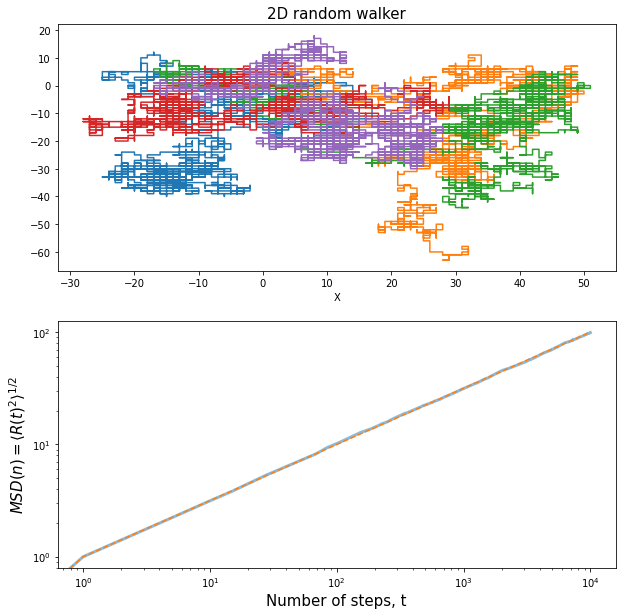 2D random walker
20
10
0
−10
−20
−30
−40
−50
−60
−30 −20 −10 0 10 20 30 40 50
X
10²
10¹
10⁰
MSD(n) = ⟨R(t)²⟩^{1/2}
10⁰ 10¹ 10² 10³ 10⁴
Number of steps, t